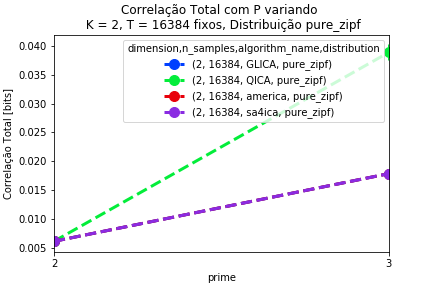 Correlação Total com P variando
K = 2, T = 16384 fixos, Distribuição pure_zipf
dimension,n_samples,algorithm_name,distribution
(2, 16384, GLICA, pure_zipf)
(2, 16384, QICA, pure_zipf)
(2, 16384, america, pure_zipf)
(2, 16384, sa4ica, pure_zipf)
Correlação Total [bits]
0.040
0.035
0.030
0.025
0.020
0.015
0.010
0.005
2
3
prime